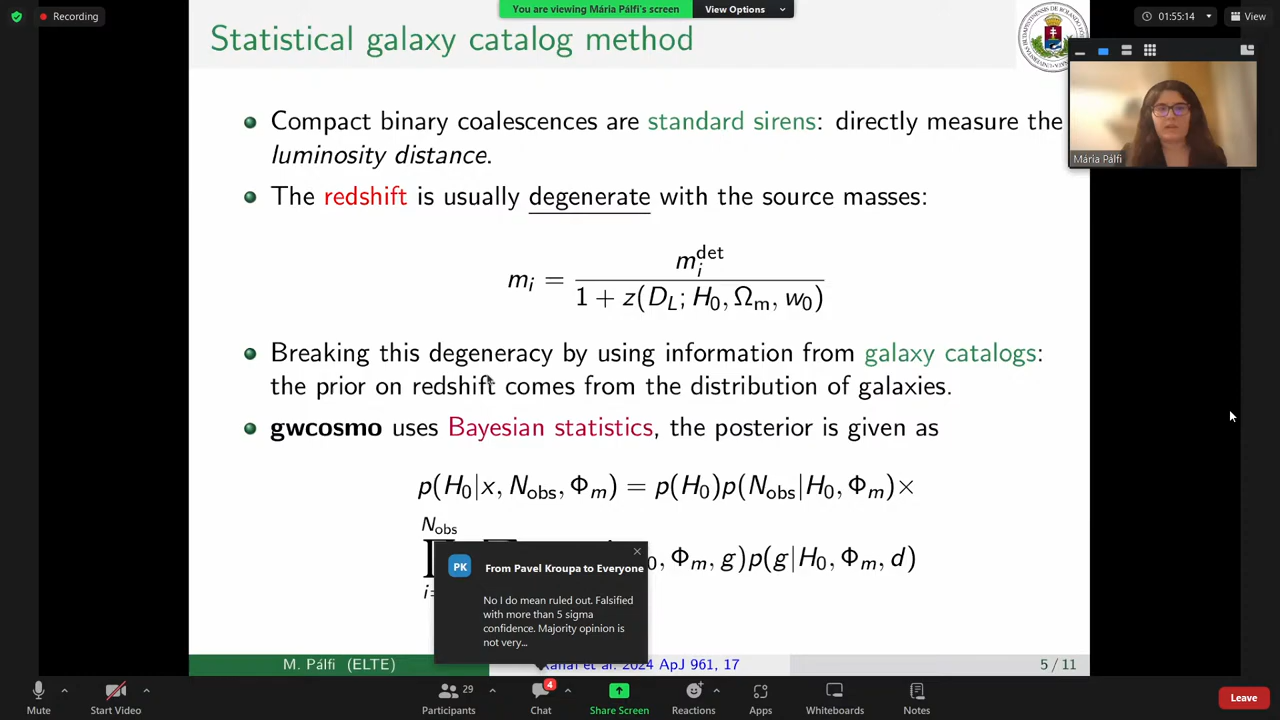 Recording
You are viewing Mária Pálfi's screen
View Options
01:55:14
View
Statistical galaxy catalog method
Mária Pálfi
Compact binary coalescences are standard sirens: directly measure the
luminosity distance.
The redshift is usually degenerate with the source masses:
m_i = m_i^det / 1 + z(D_L; H_0, Ω_m, w_0)
Breaking this degeneracy by using information from galaxy catalogs:
the prior on redshift comes from the distribution of galaxies.
gwcosmo uses Bayesian statistics, the posterior is given as
p(H_0|x, N_obs, Φ_m) = p(H_0)p(N_obs|H_0, Φ_m)×
N_obs
0, Φ_m, g)p(g|H_0, Φ_m, d)
i=
PK
From Pavel Kroupa to Everyone
No I do mean ruled out. Falsified
with more than 5 sigma
confidence. Majority opinion is
not very...
M. Pálfi (ELTE)
et al. 2024 ApJ 961, 17
5 / 11
Mute
Start Video
Participants
29
Chat
4
Share Screen
Reactions
Apps
Whiteboards
Notes
Leave